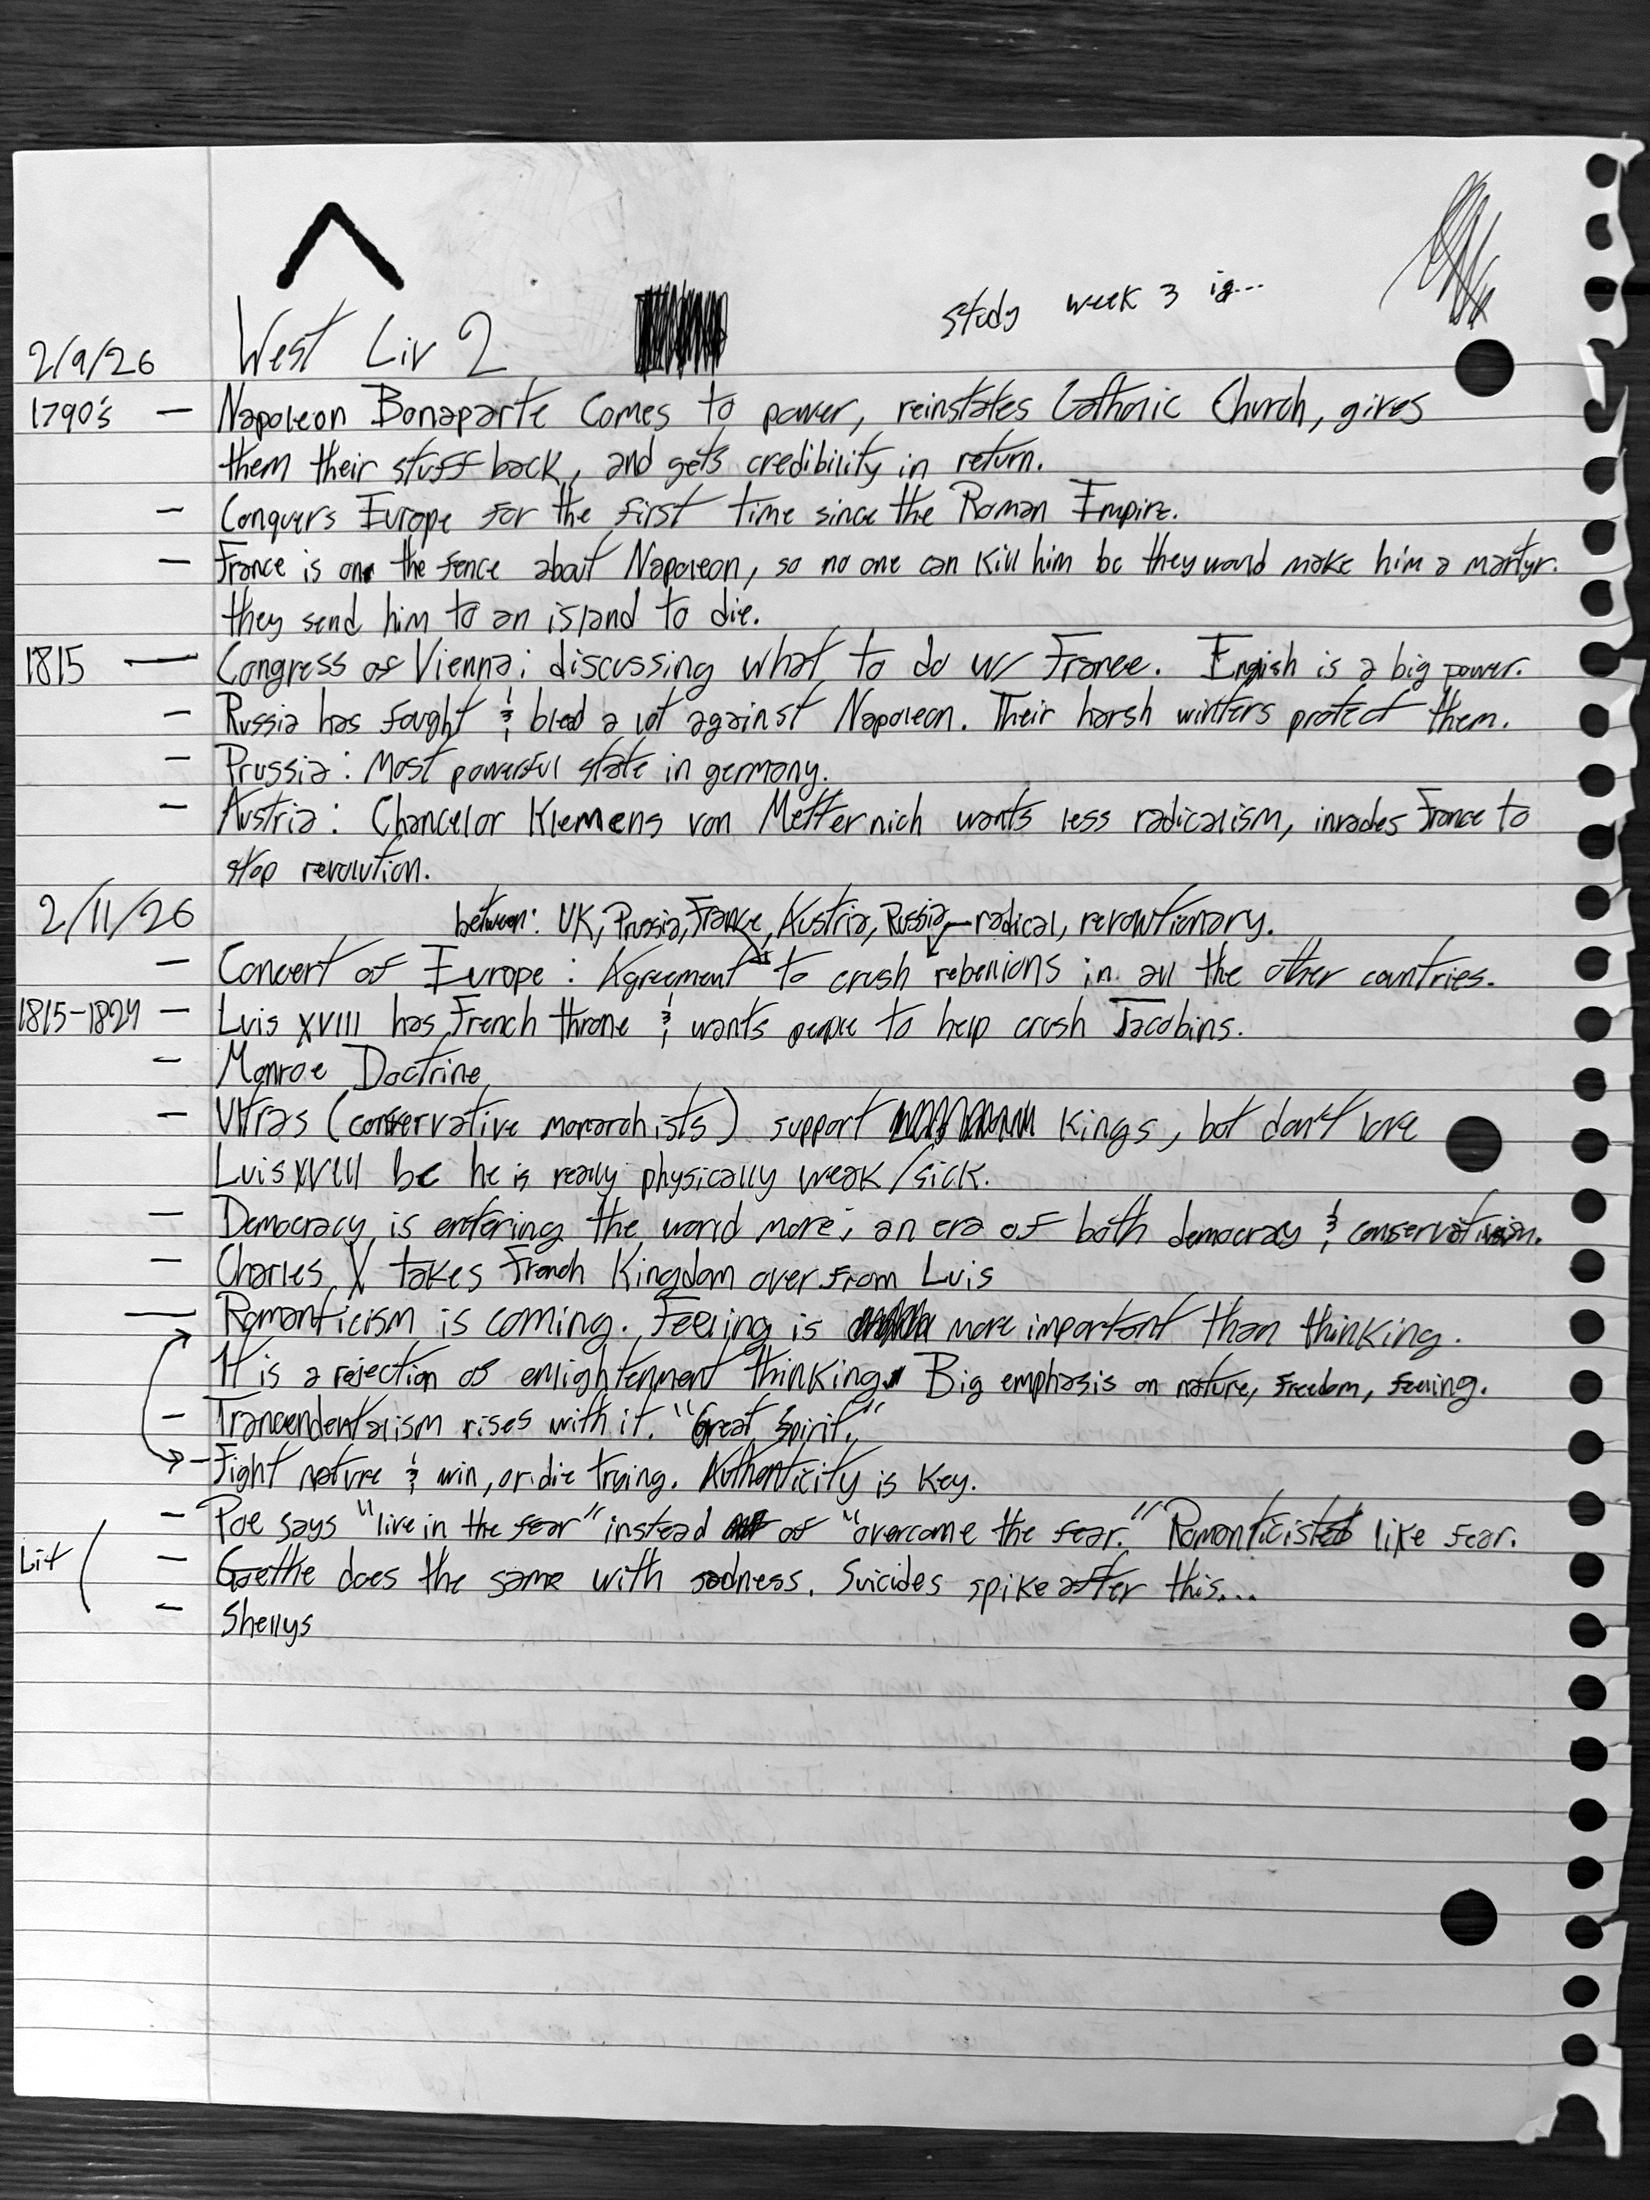 study week 3 ig...
2/9/26 West Civ 2
1790's — Napoleon Bonaparte Comes to power, reinstates Catholic Church, gives
them their stuff back, and gets credibility in return.
— Conquers Europe for the first time since the Roman Empire.
— France is on the fence about Napoleon, so no one can kill him bc they would make him a martyr.
they send him to an island to die.
1815 — Congress of Vienna: discussing what to do w/ France. English is a big power.
— Russia has fought & bled a lot against Napoleon. Their harsh winters protect them.
— Prussia: Most powerful state in germany.
— Austria: Chancelor Klemens von Metternich wants less radicalism, invades France to
stop revolution.
2/11/26 between: UK, Prussia, France, Austria, Russia radical, revolutionary.
— Concert of Europe: Agreement to crush rebellions in all the other countries.
1815-1824 — Luis XVIII has French throne & wants people to help crush Jacobins.
— Monroe Doctrine
— Ultras (conservative monarchists) support kings, but don't love
Luis XVIII bc he is really physically weak/sick.
— Democracy is entering the world more; an era of both democracy & conservativism.
— Charles X takes French Kingdom over from Luis
— Romanticism is coming. Feeling is more important than thinking.
It is a rejection of enlightenment thinking. Big emphasis on nature, freedom, feeling.
— Trancendentalism rises with it. "Great Spirit."
— Fight nature & win, or die trying. Authenticity is key.
— Poe says "live in the fear" instead of "overcome the fear." Romanticists like fear.
Lit — Goethe does the same with sadness. Suicides spike after this...
— Shellys